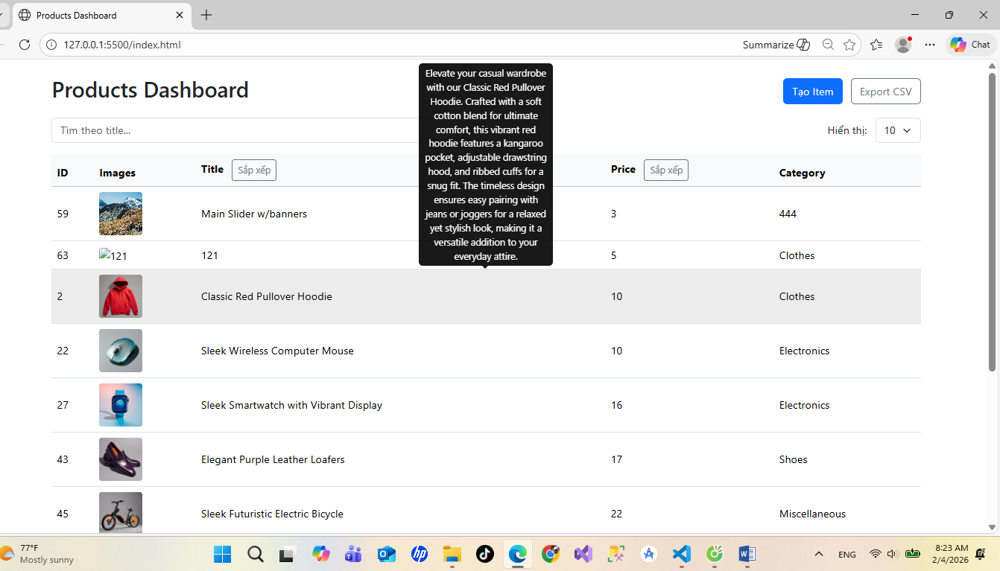 Products Dashboard
127.0.0.1:5500/index.html
Summarize
Chat
Products Dashboard
Tạo Item
Export CSV
Tìm theo title...
Hiển thị:
10
Elevate your casual wardrobe
with our Classic Red Pullover
Hoodie. Crafted with a soft
cotton blend for ultimate
comfort, this vibrant red
hoodie features a kangaroo
pocket, adjustable drawstring
hood, and ribbed cuffs for a
snug fit. The timeless design
ensures easy pairing with
jeans or joggers for a relaxed
yet stylish look, making it a
versatile addition to your
everyday attire.
ID Images Title Sắp xếp Price Sắp xếp Category
59 Main Slider w/banners 3 444
63 121 121 5 Clothes
2 Classic Red Pullover Hoodie 10 Clothes
22 Sleek Wireless Computer Mouse 10 Electronics
27 Sleek Smartwatch with Vibrant Display 16 Electronics
43 Elegant Purple Leather Loafers 17 Shoes
45 Sleek Futuristic Electric Bicycle 22 Miscellaneous
77°F
Mostly sunny
hp
ENG
8:23 AM
2/4/2026